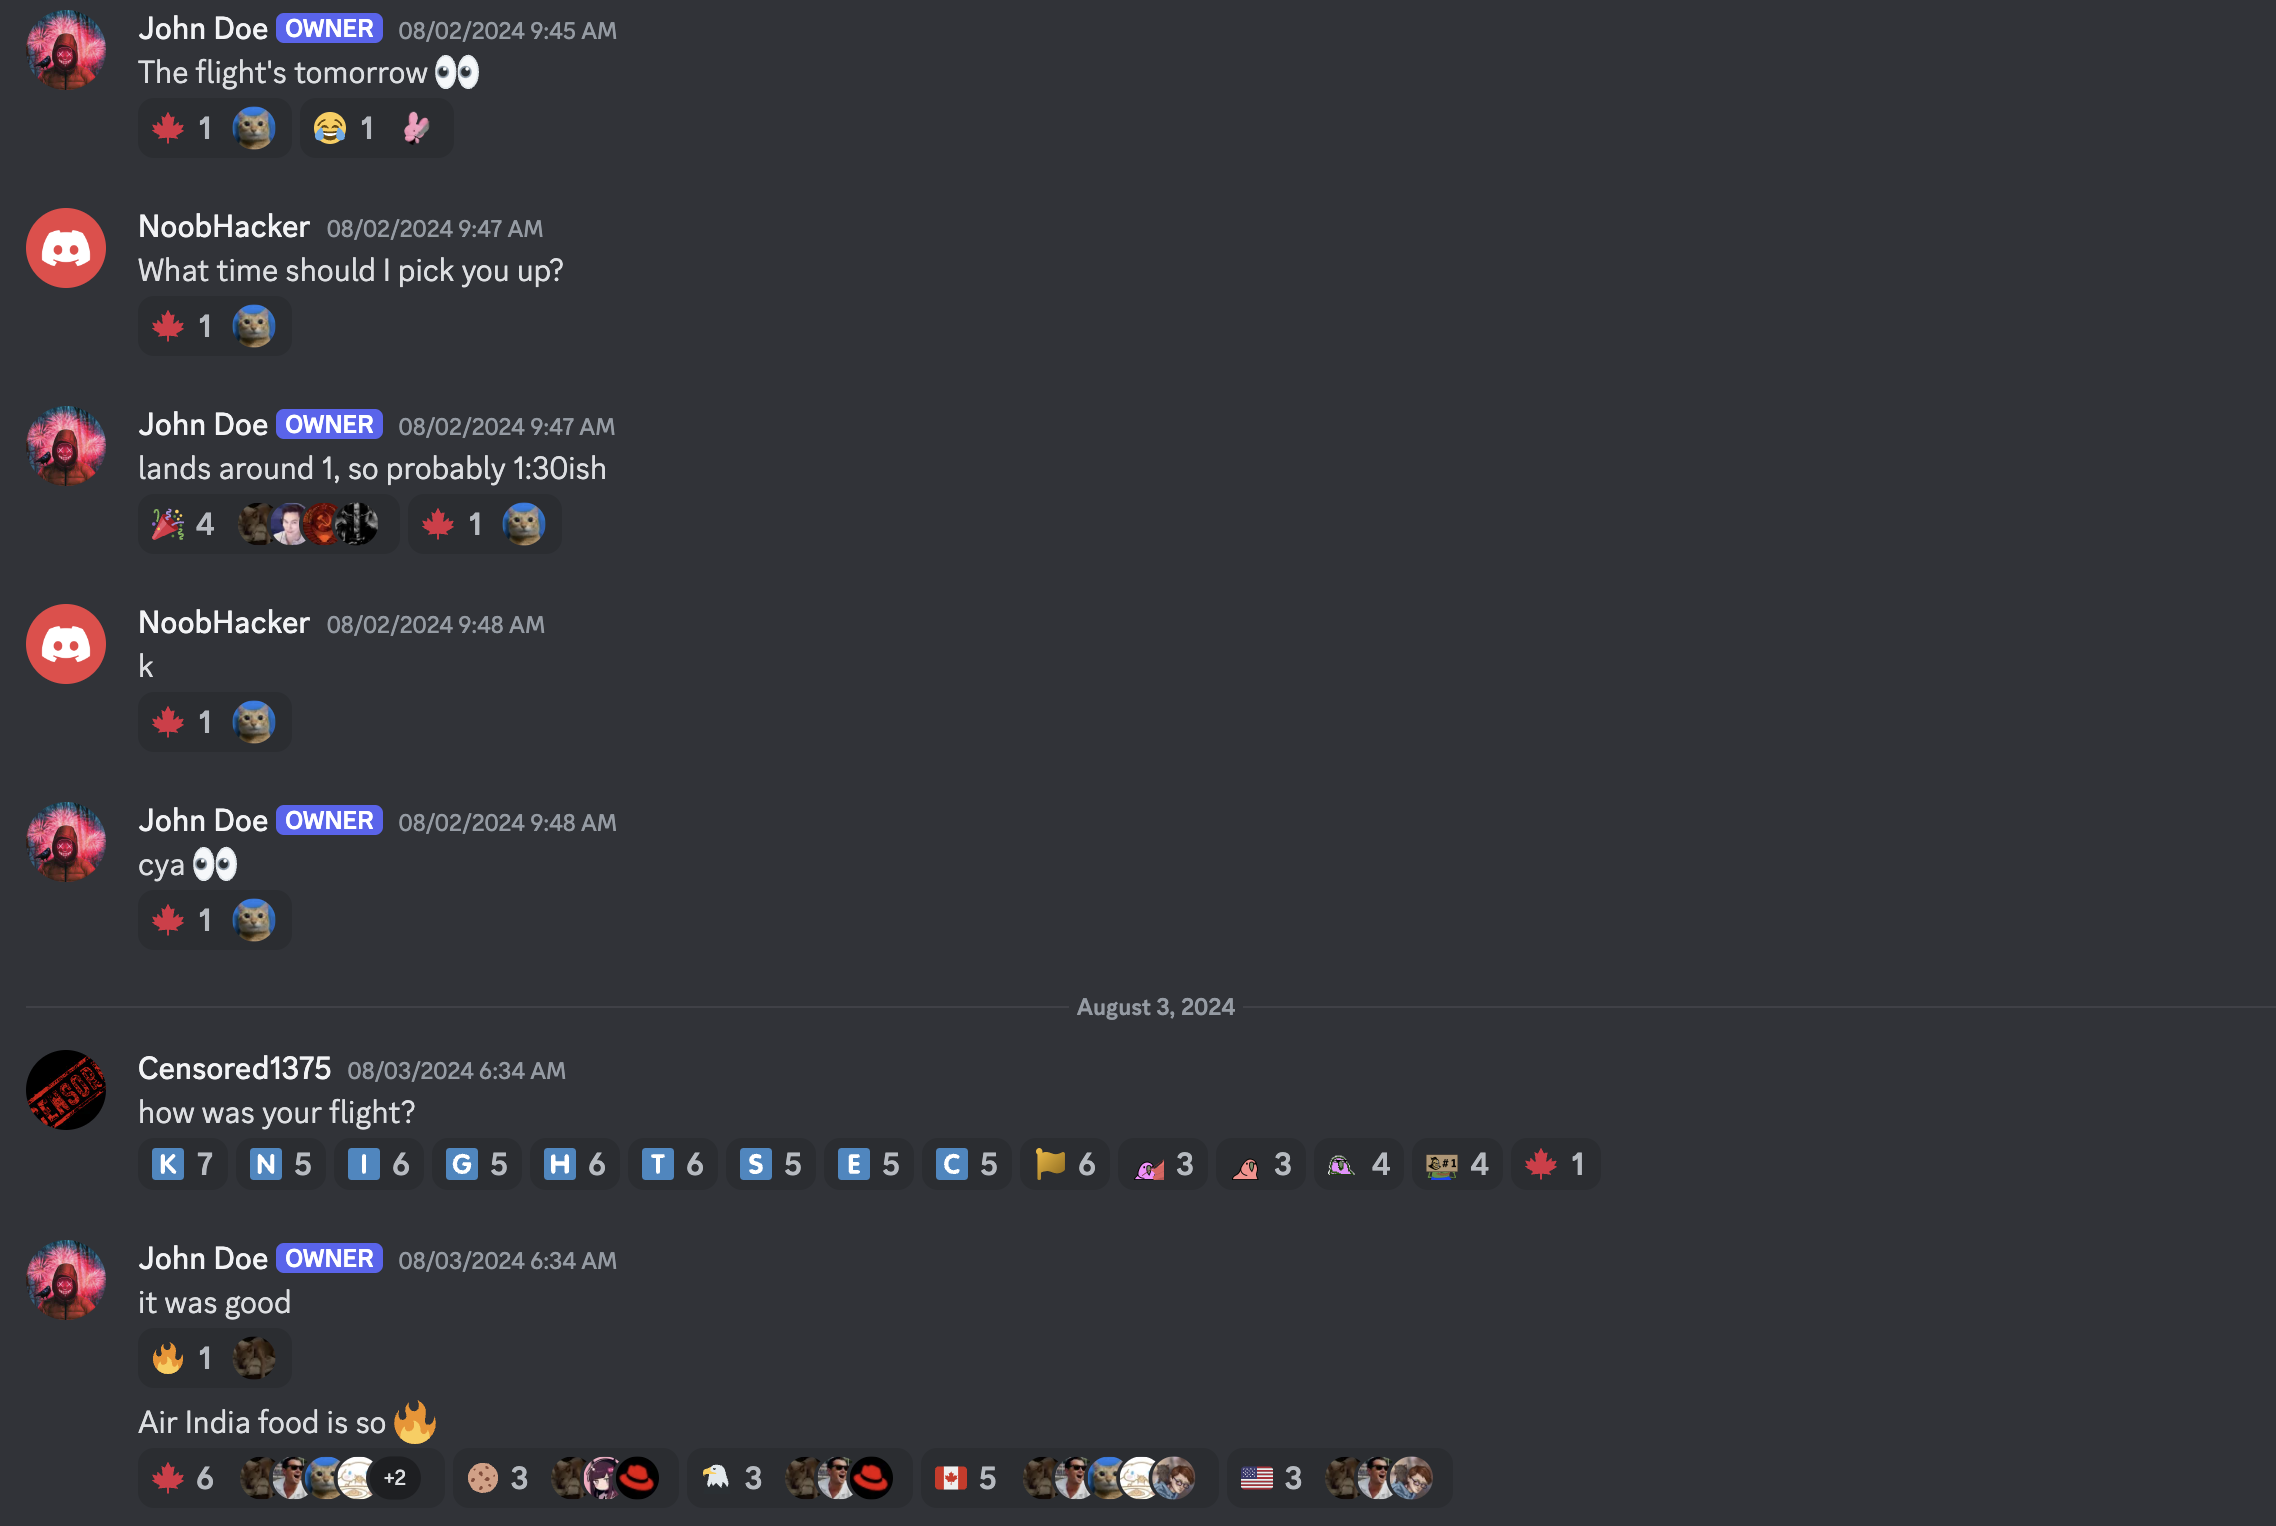 John Doe OWNER 08/02/2024 9:45 AM
The flight's tomorrow 👀
🍁 1 😂 1
NoobHacker 08/02/2024 9:47 AM
What time should I pick you up?
🍁 1
John Doe OWNER 08/02/2024 9:47 AM
lands around 1, so probably 1:30ish
🎉 4 🍁 1
NoobHacker 08/02/2024 9:48 AM
k
🍁 1
John Doe OWNER 08/02/2024 9:48 AM
cya 👀
🍁 1
August 3, 2024
Censored1375 08/03/2024 6:34 AM
how was your flight?
K 7 N 5 I 6 G 5 H 6 T 6 S 5 E 5 C 5 6 3 3 4 #1 4 🍁 1
John Doe OWNER 08/03/2024 6:34 AM
it was good
🔥 1
Air India food is so 🔥
🍁 6 +2 🍪 3 3 🇨🇦 5 🇺🇸 3